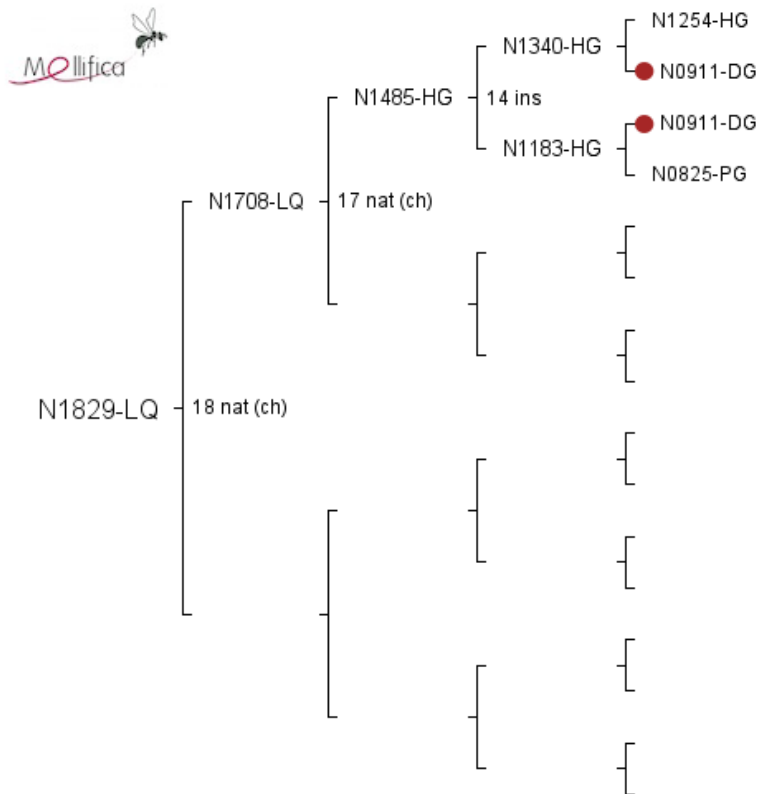 Mellifica
N1254-HG
N1340-HG
N0911-DG
N1485-HG
14 ins
N0911-DG
N1183-HG
N0825-PG
N1708-LQ
17 nat (ch)
N1829-LQ
18 nat (ch)